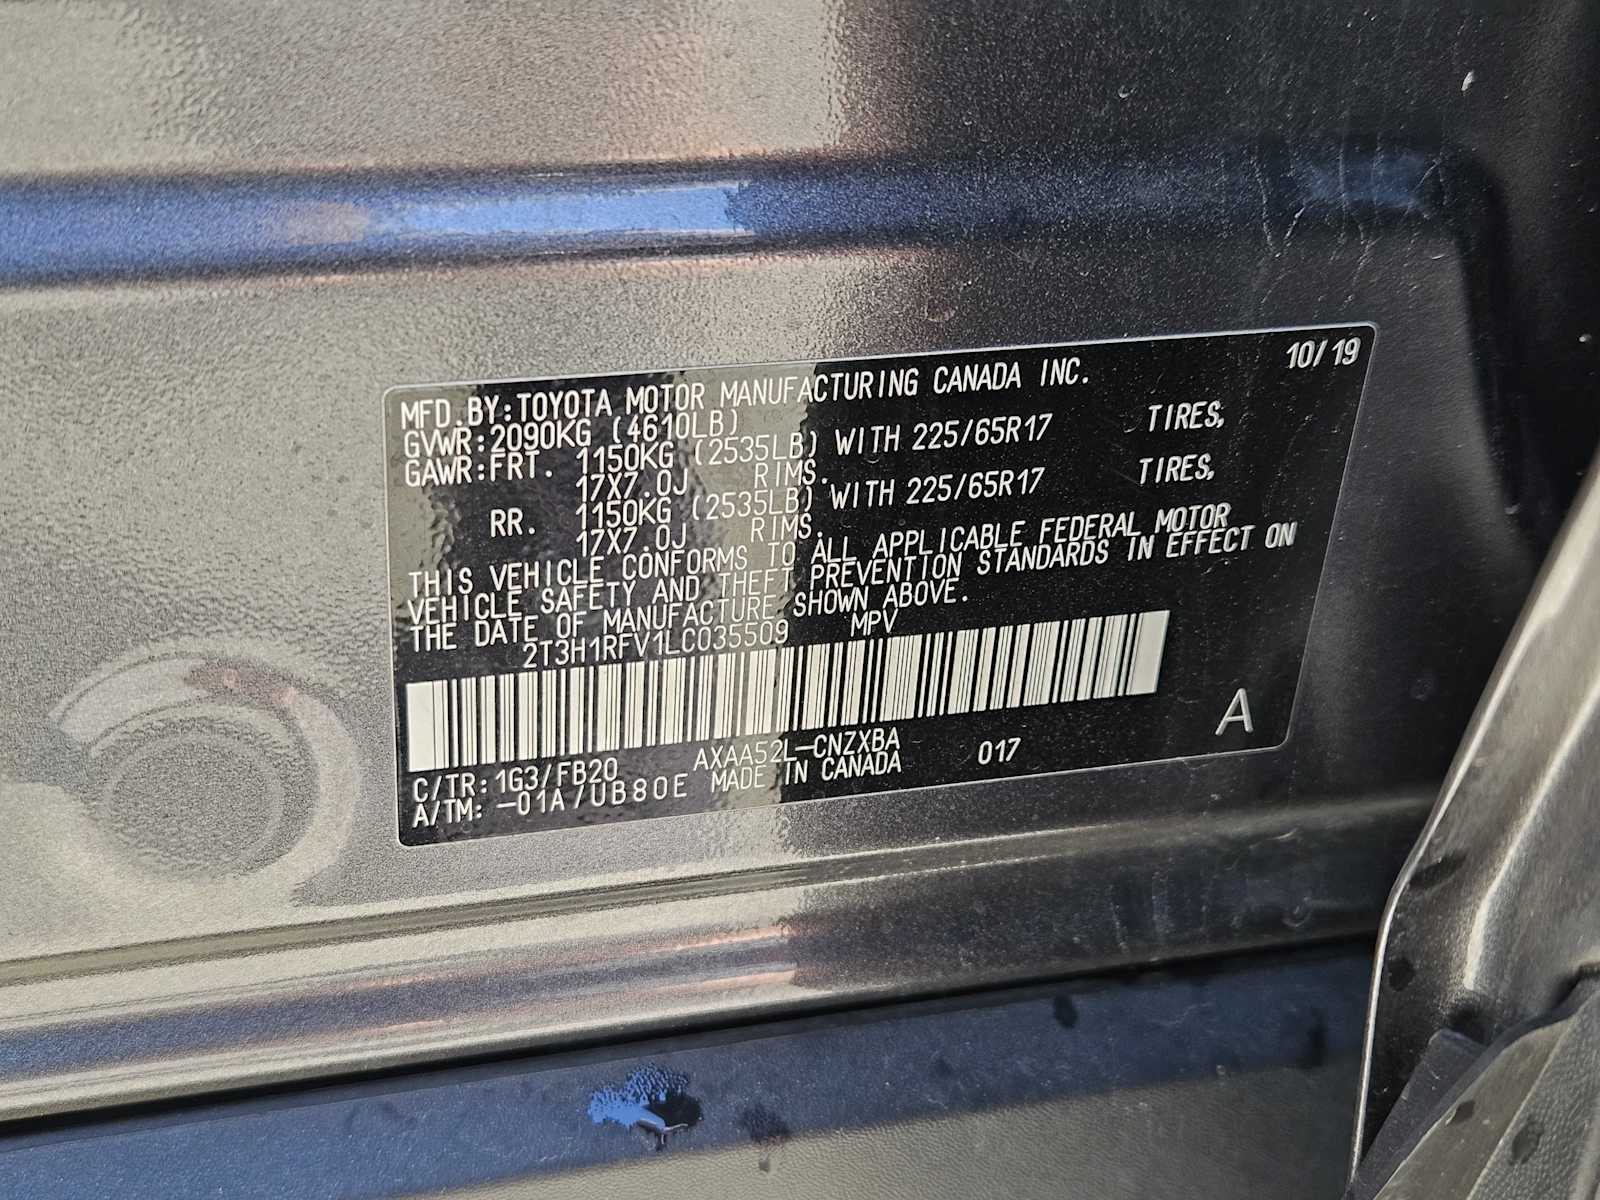 10/19
MFD.BY:TOYOTA MOTOR MANUFACTURING CANADA INC.
GVWR:2090KG (4610LB)
GAWR:FRT. 1150KG (2535LB) WITH 225/65R17 TIRES,
17X7.0J RIMS.
RR. 1150KG (2535LB) WITH 225/65R17 TIRES,
17X7.0J RIMS.
THIS VEHICLE CONFORMS TO ALL APPLICABLE FEDERAL MOTOR
VEHICLE SAFETY AND THEFT PREVENTION STANDARDS IN EFFECT ON
THE DATE OF MANUFACTURE SHOWN ABOVE.
2T3H1RFV1LC035509 MPV
C/TR:1G3/FB20 AXAA52L-CNZXBA 017 A
A/TM: -01A/UB80E MADE IN CANADA